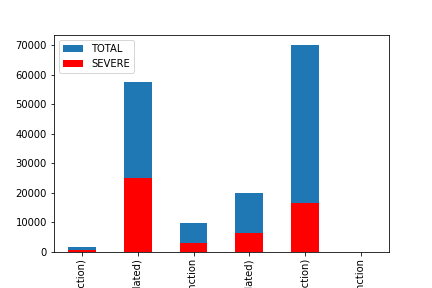 70000
60000
50000
40000
30000
20000
10000
0
TOTAL
SEVERE
ction)
lated)
nction
lated)
ction)
nction